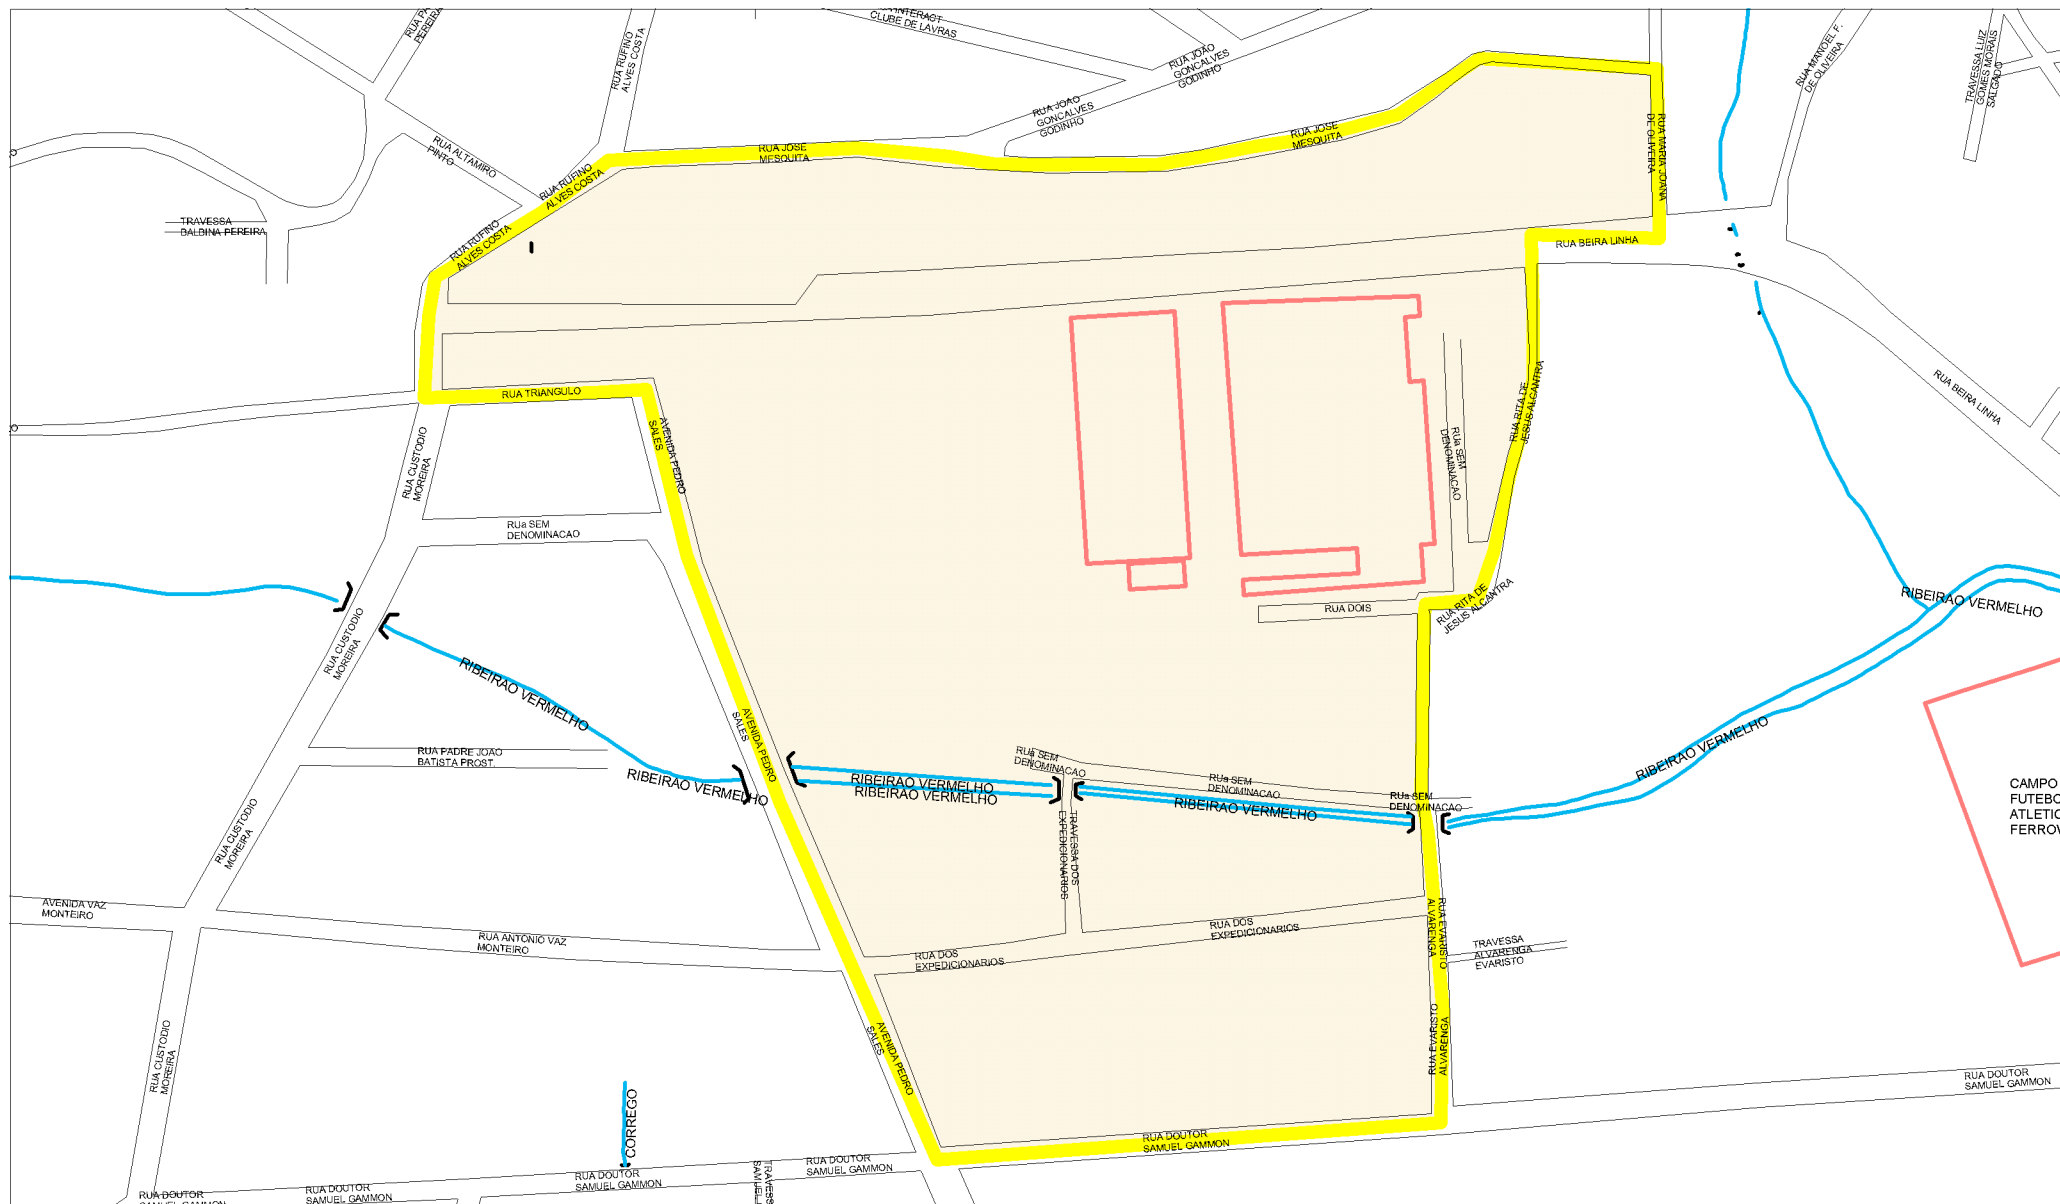 INTERACT
CLUBE DE LAVRAS
RUA RUFINO
ALVES COSTA
RUA JOAO
GONCALVES
GODINHO
RUA MANOEL F.
DE OLIVEIRA
TRAVESSA LUIZ
GOMES MORAIS
SALGADO
RUA JOAO
GONCALVES
GODINHO
RUA JOSE
MESQUITA
RUA JOSE
MESQUITA
RUA MARIA JOANA
DE OLIVEIRA
RUA ALTAMIRO
PINTO
RUA RUFINO
ALVES COSTA
TRAVESSA
BALBINA PEREIRA
RUA RUFINO
ALVES COSTA
RUA BEIRA LINHA
RUA BEIRA LINHA
RUA TRIANGULO
RUA RITA DE
JESUS ALCANTRA
AVENIDA PEDRO
SALES
RUA CUSTODIO
MOREIRA
RUa SEM
DENOMINACAO
RUa SEM
DENOMINACAO
RUA DOIS
RUA RITA DE
JESUS ALCANTRA
RIBEIRAO VERMELHO
RUA CUSTODIO
MOREIRA
RIBEIRAO VERMELHO
AVENIDA PEDRO
SALES
RUA PADRE JOAO
BATISTA PROST.
RIBEIRAO VERMELHO
RIBEIRAO VERMELHO
RIBEIRAO VERMELHO
RUa SEM
DENOMINACAO
RUa SEM
DENOMINACAO
RIBEIRAO VERMELHO
RUa SEM
DENOMINACAO
RIBEIRAO VERMELHO
CAMPO
FUTEBO
ATLETIC
FERROV
RUA CUSTODIO
MOREIRA
TRAVESSA DOS
EXPEDICIONARIOS
AVENIDA VAZ
MONTEIRO
RUA ANTONIO VAZ
MONTEIRO
RUA DOS
EXPEDICIONARIOS
RUA DOS
EXPEDICIONARIOS
RUA EVARISTO
ALVARENGA
TRAVESSA
ALVARENGA
EVARISTO
RUA CUSTODIO
MOREIRA
AVENIDA PEDRO
SALES
RUA EVARISTO
ALVARENGA
CORREGO
RUA DOUTOR
SAMUEL GAMMON
RUA DOUTOR
SAMUEL GAMMON
RUA DOUTOR
SAMUEL GAMMON
RUA DOUTOR
SAMUEL GAMMON
RUA DOUTOR
SAMUEL GAMMON
RUA DOUTOR
SAMUEL GAMMON